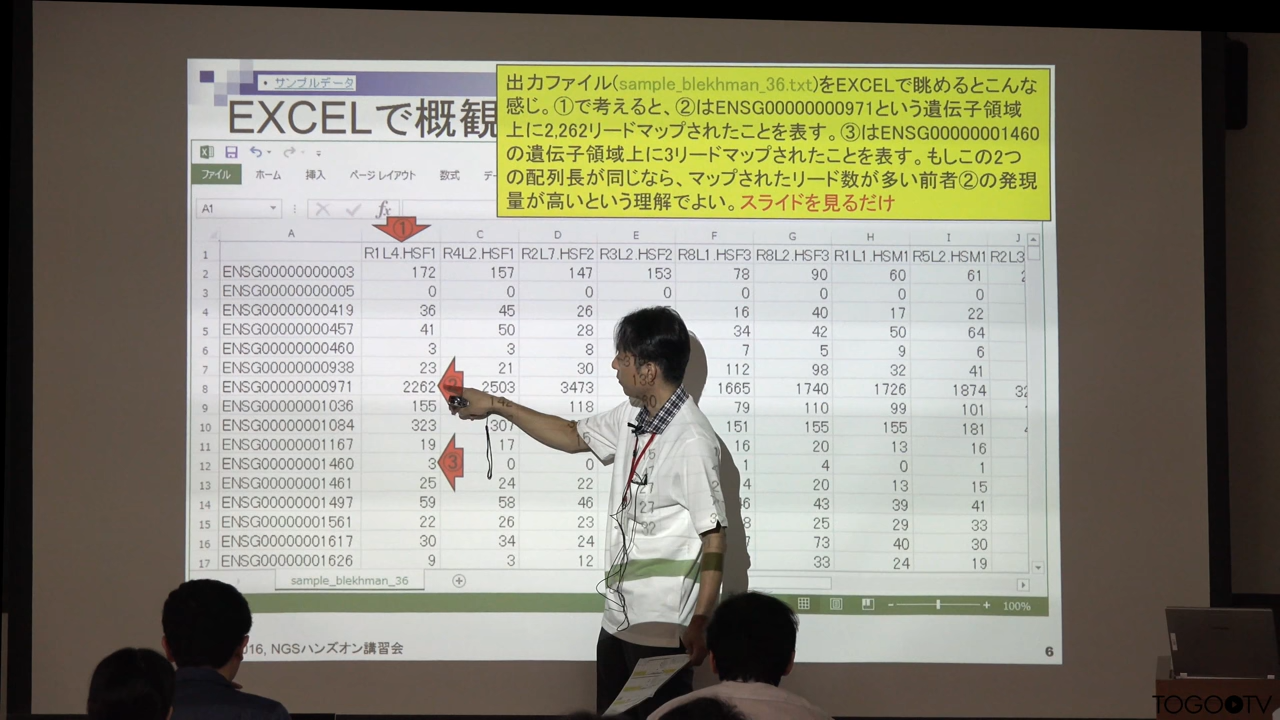 • サンプルデータ
EXCELで概観
出力ファイル(sample_blekhman_36.txt)をEXCELで眺めるとこんな
感じ。①で考えると、②はENSG00000000971という遺伝子領域
上に2,262リードマップされたことを表す。③はENSG00000001460
の遺伝子領域上に3リードマップされたことを表す。もしこの2つ
の配列長が同じなら、マップされたリード数が多い前者②の発現
量が高いという理解でよい。スライドを見るだけ
ファイル ホーム 挿入 ページ レイアウト 数式 デー
A1 fx
①
A C D E F G H I J
1 R1L4.HSF1 R4L2.HSF1 R2L7.HSF2 R3L2.HSF2 R8L1.HSF3 R8L2.HSF3 R1L1.HSM1 R5L2.HSM1 R2L3
2 ENSG00000000003 172 157 147 153 78 90 60 61
3 ENSG00000000005 0 0 0 0 0 0 0 0
4 ENSG00000000419 36 45 26 16 40 17 22
5 ENSG00000000457 41 50 28 34 42 50 64
6 ENSG00000000460 3 3 8 7 5 9 6
7 ENSG00000000938 23 21 30 112 98 32 41
8 ENSG00000000971 2262 2503 3473 1665 1740 1726 1874
9 ENSG00000001036 155 118 79 110 99 101
10 ENSG00000001084 323 307 151 155 155 181
11 ENSG00000001167 19 17 16 20 13 16
12 ENSG00000001460 3 ③ 0 0 1 4 0 1
13 ENSG00000001461 25 24 22 4 20 13 15
14 ENSG00000001497 59 58 46 43 39 41
15 ENSG00000001561 22 26 23 25 29 33
16 ENSG00000001617 30 34 24 73 40 30
17 ENSG00000001626 9 3 12 33 24 19
sample_blekhman_36
100%
16, NGSハンズオン講習会
6
TOGOTV